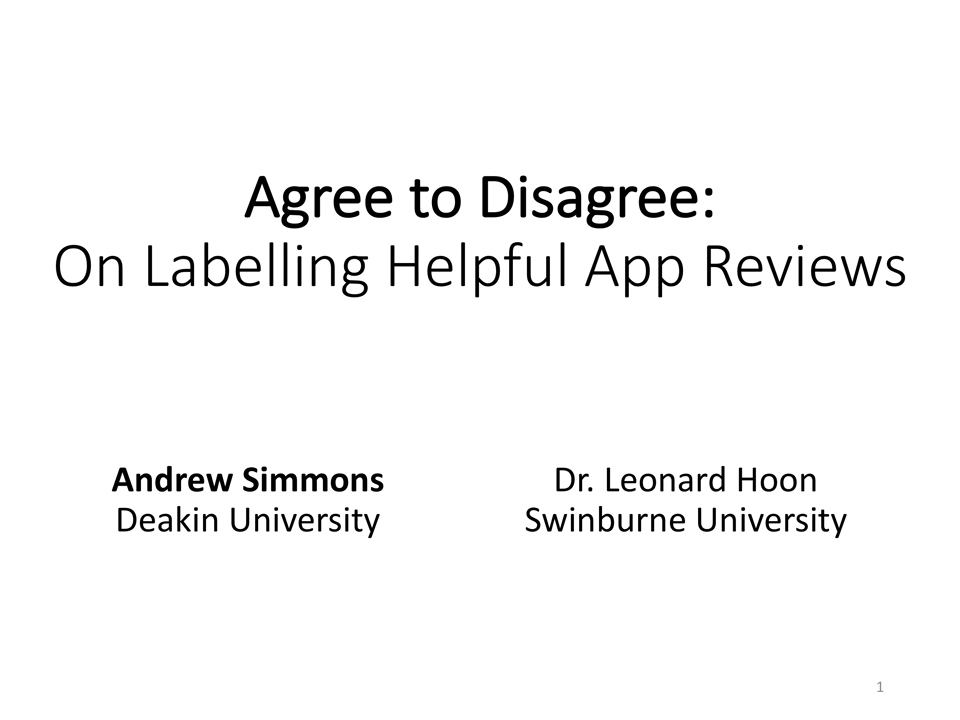 Agree to Disagree:
On Labelling Helpful App Reviews
Andrew Simmons
Deakin University
Dr. Leonard Hoon
Swinburne University
1